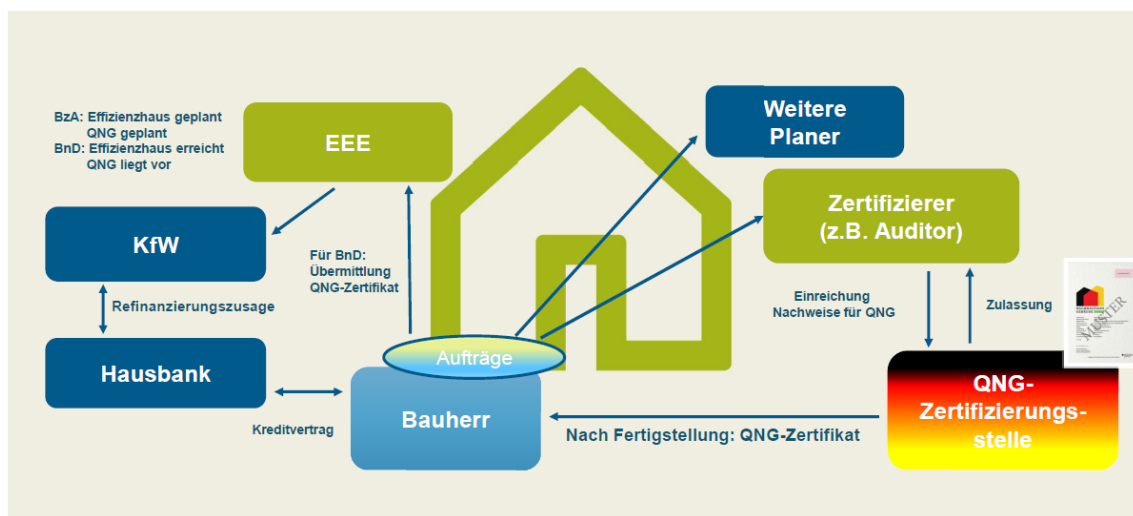 BzA: Effizienzhaus geplant
QNG geplant
BnD: Effizienzhaus erreicht
QNG liegt vor
EEE
Weitere
Planer
Zertifizierer
(z.B. Auditor)
KfW
Für BnD:
Übermittlung
QNG-Zertifikat
Refinanzierungszusage
Einreichung
Nachweise für QNG
Zulassung
MUSTER
Hausbank
Aufträge
Bauherr
Kreditvertrag
Nach Fertigstellung: QNG-Zertifikat
QNG-
Zertifizierungs-
stelle